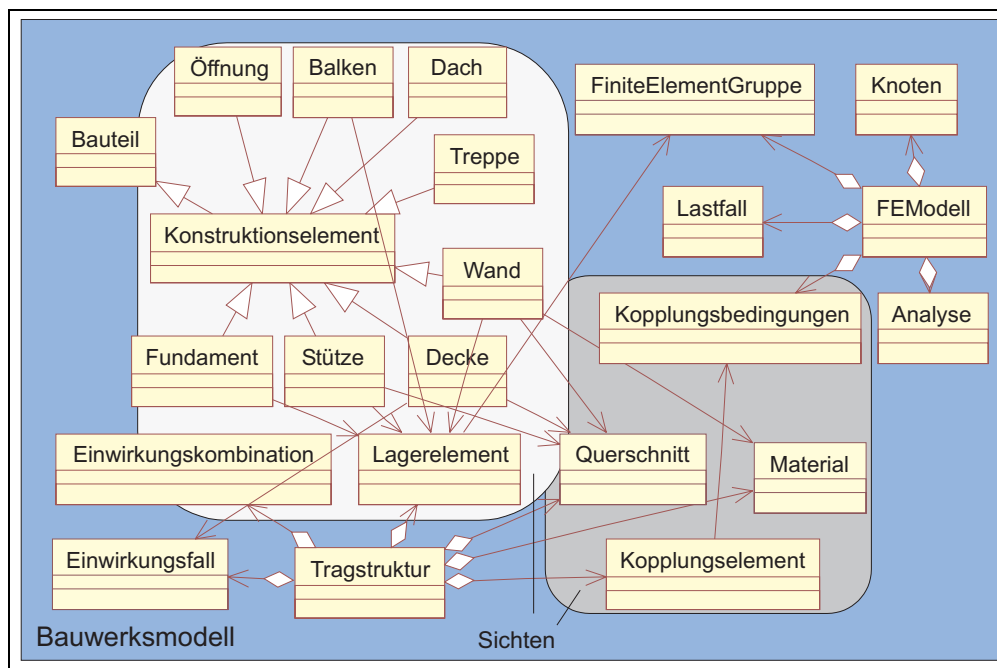 Öffnung
Balken
Dach
FiniteElementGruppe
Knoten
Bauteil
Treppe
Lastfall
FEModell
Konstruktionselement
Wand
Kopplungsbedingungen
Analyse
Fundament
Stütze
Decke
Einwirkungskombination
Lagerelement
Querschnitt
Material
Einwirkungsfall
Tragstruktur
Kopplungselement
Bauwerksmodell
Sichten